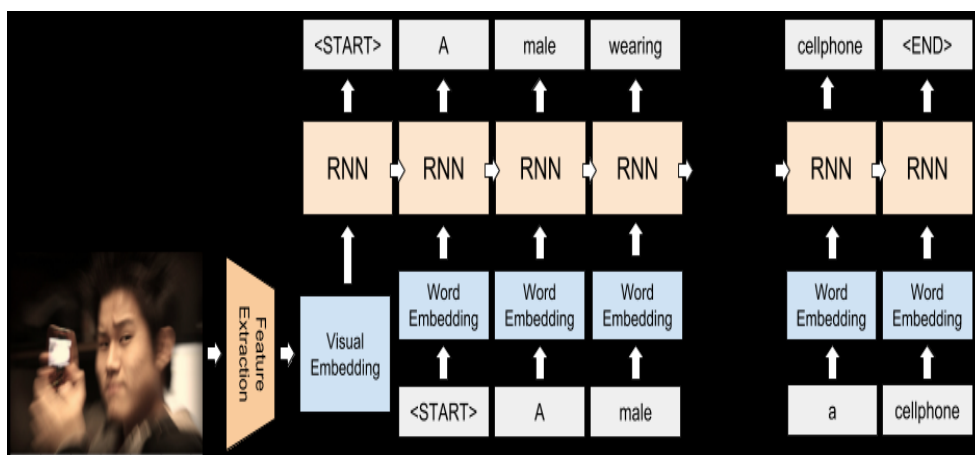 <START> A male wearing cellphone <END>
RNN RNN RNN RNN RNN RNN
Feature
Extraction
Visual
Embedding
Word
Embedding
Word
Embedding
Word
Embedding
Word
Embedding
Word
Embedding
<START> A male a cellphone